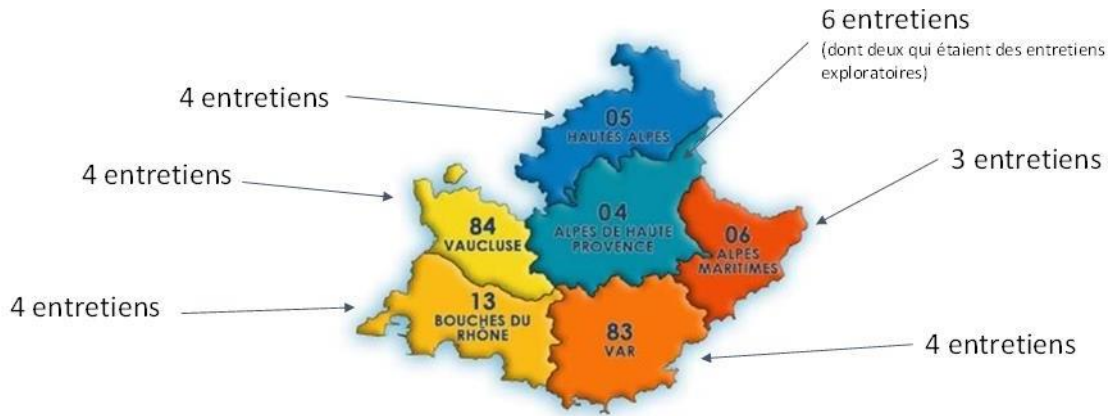 6 entretiens
(dont deux qui étaient des entretiens
exploratoires)
4 entretiens
05
HAUTES ALPES
4 entretiens
3 entretiens
84
VAUCLUSE
04
ALPES DE HAUTE
PROVENCE
06
ALPES
MARITIMES
4 entretiens
13
BOUCHES DU
RHÔNE
83
VAR
4 entretiens